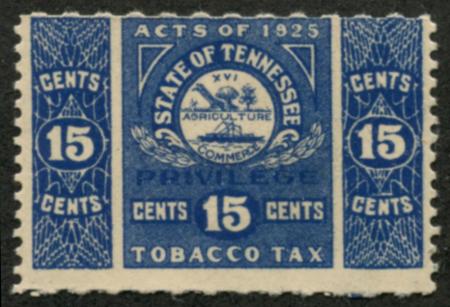 ACTS OF 1925
STATE OF TENNESSEE
XVI
AGRICULTURE
COMMERCE
PRIVILEGE
CENTS 15 CENTS
TOBACCO TAX
CENTS
15
CENTS
CENTS
15
CENTS